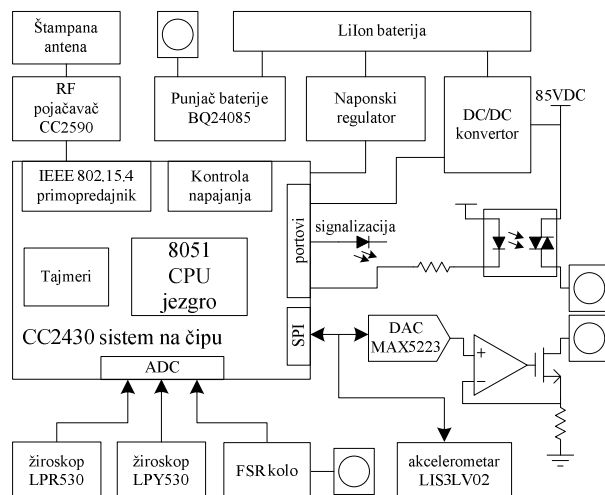 Štampana
antena
LiIon baterija
RF
pojačavač
CC2590
Punjač baterije
BQ24085
Naponski
regulator
DC/DC
konvertor
85VDC
IEEE 802.15.4
primopredajnik
Kontrola
napajanja
portovi
signalizacija
Tajmeri
8051
CPU
jezgro
CC2430 sistem na čipu
SPI
DAC
MAX5223
+
−
ADC
žiroskop
LPR530
žiroskop
LPY530
FSR kolo
akcelerometar
LIS3LV02